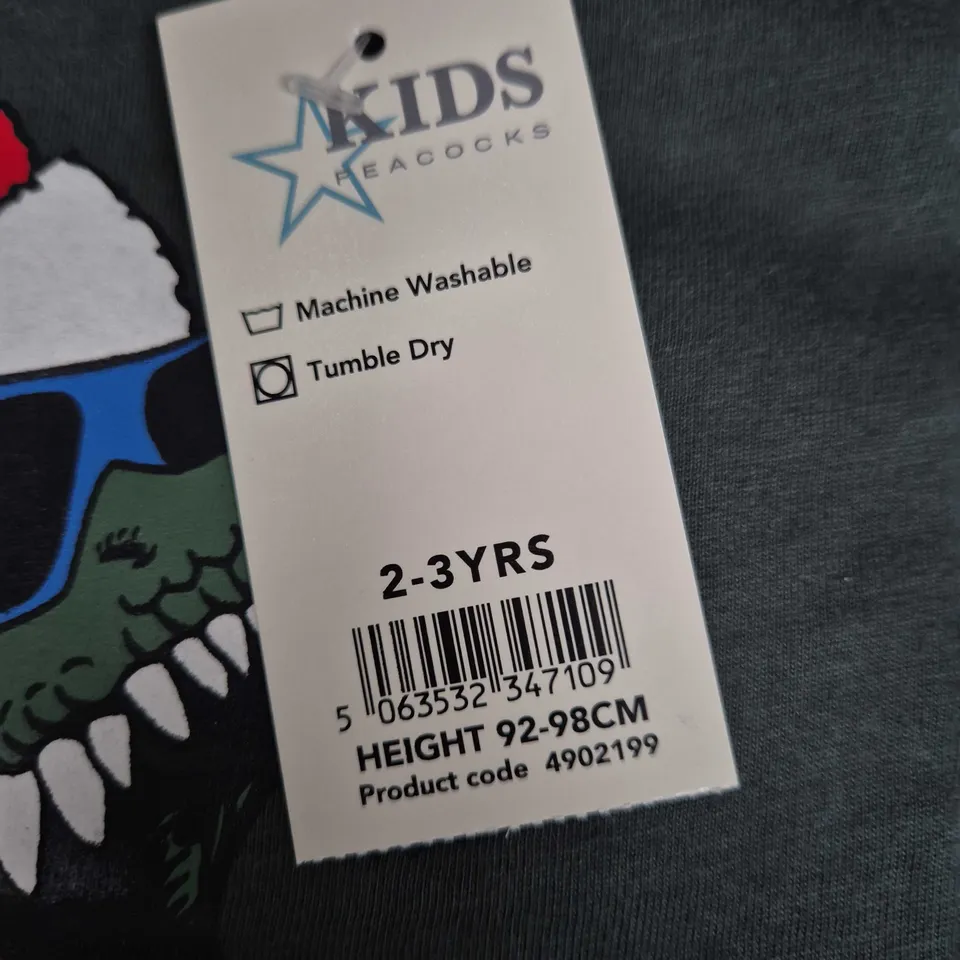 KIDS
PEACOCKS
Machine Washable
Tumble Dry
2-3YRS
5 063532 347109
HEIGHT 92-98CM
Product code 4902199